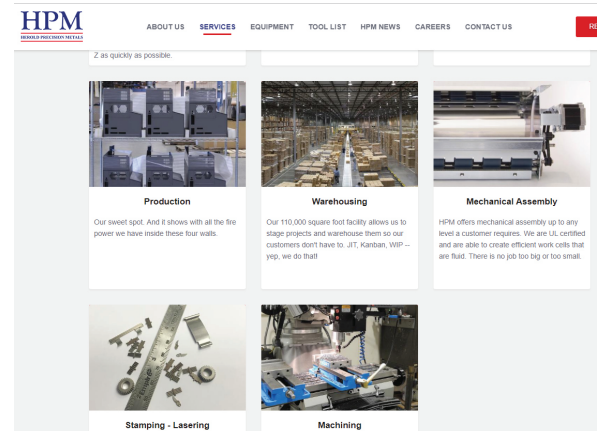 HPM
HEROLD PRECISION METALS
ABOUT US SERVICES EQUIPMENT TOOL LIST HPM NEWS CAREERS CONTACT US
Z as quickly as possible.
Production
Our sweet spot. And it shows with all the fire
power we have inside these four walls.
Warehousing
Our 110,000 square foot facility allows us to
stage projects and warehouse them so our
customers don't have to. JIT, Kanban, WIP --
yep, we do that!
Mechanical Assembly
HPM offers mechanical assembly up to any
level a customer requires. We are UL certified
and are able to create efficient work cells that
are fluid. There is no job too big or too small.
Stamping - Lasering
Machining